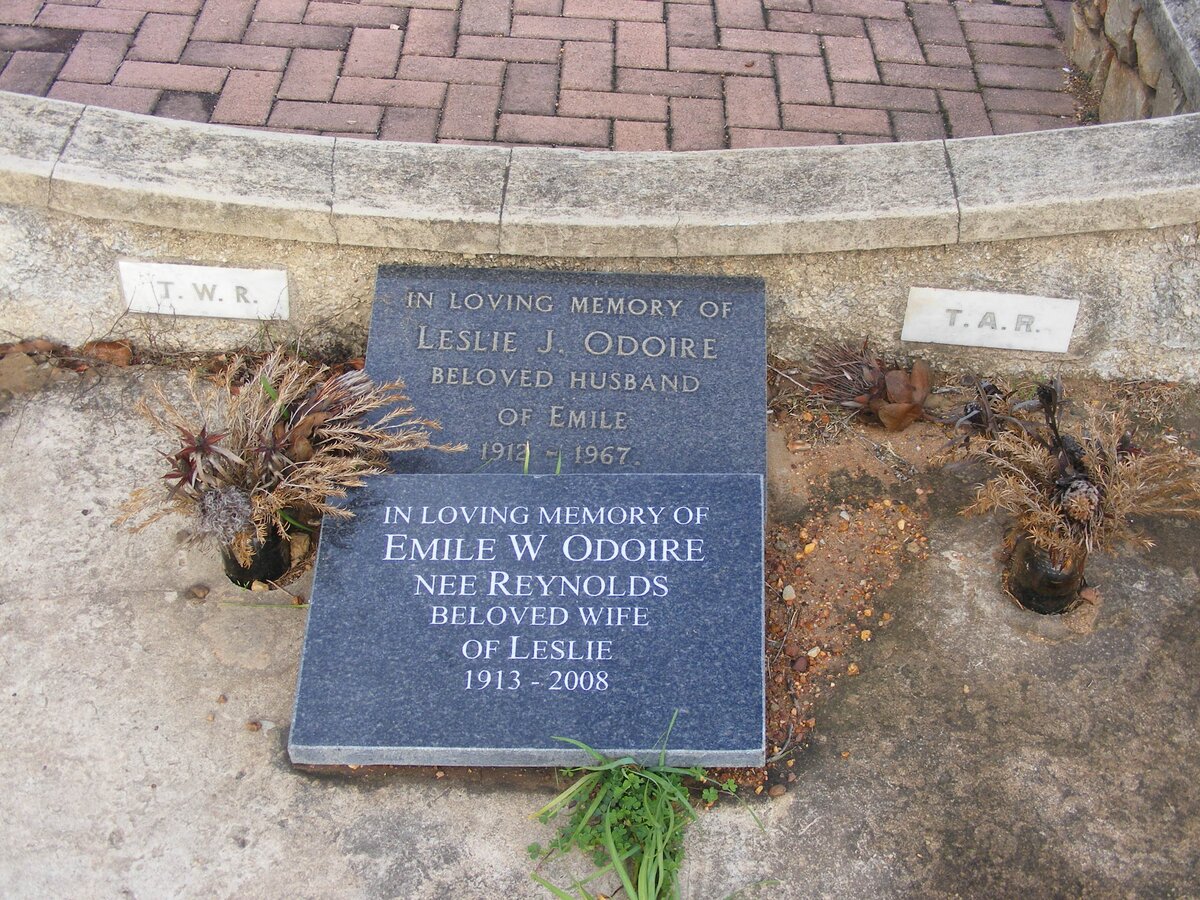 T. W. R.
T. A. R.
IN LOVING MEMORY OF
LESLIE J. ODOIRE
BELOVED HUSBAND
OF EMILE
1912 - 1967
IN LOVING MEMORY OF
EMILE W ODOIRE
NEE REYNOLDS
BELOVED WIFE
OF LESLIE
1913 - 2008